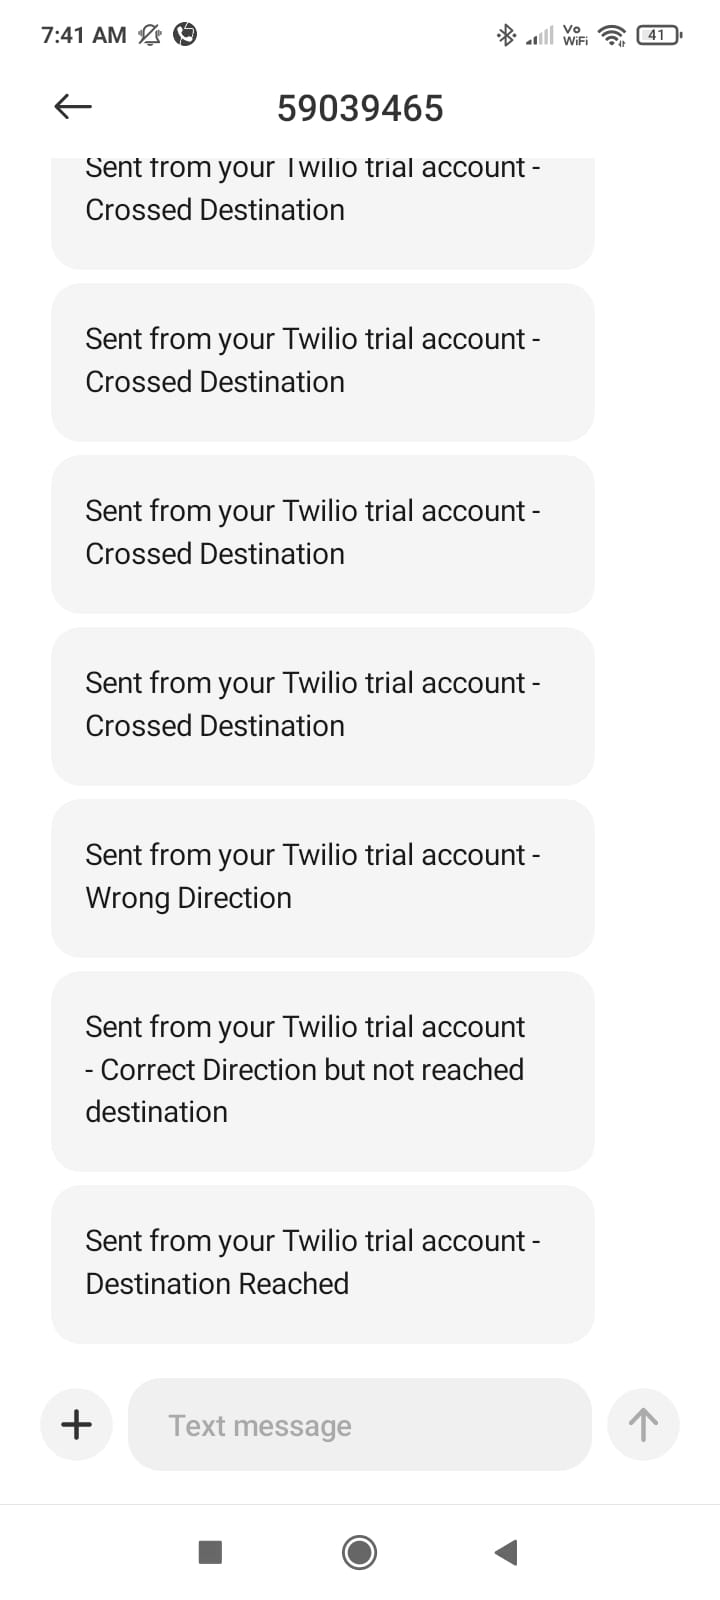 7:41 AM
Vo
WiFi
41
59039465
Sent from your Twilio trial account -
Crossed Destination
Sent from your Twilio trial account -
Crossed Destination
Sent from your Twilio trial account -
Crossed Destination
Sent from your Twilio trial account -
Crossed Destination
Sent from your Twilio trial account -
Wrong Direction
Sent from your Twilio trial account
- Correct Direction but not reached
destination
Sent from your Twilio trial account -
Destination Reached
Text message